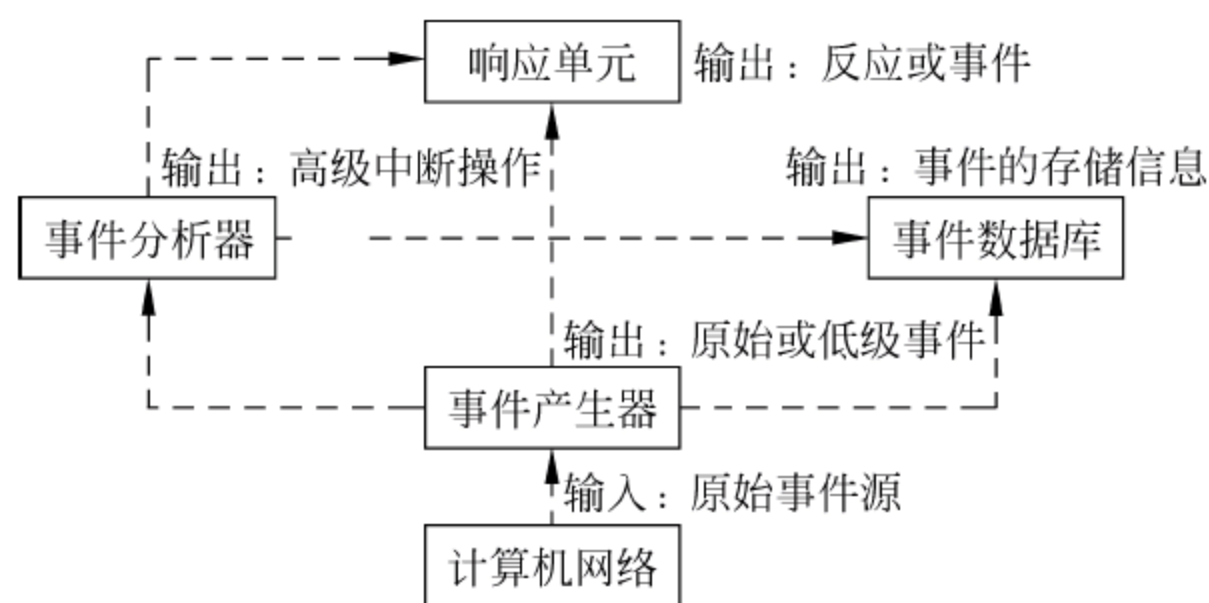 响应单元
输出：反应或事件
输出：高级中断操作
输出：事件的存储信息
事件分析器
事件数据库
输出：原始或低级事件
事件产生器
输入：原始事件源
计算机网络